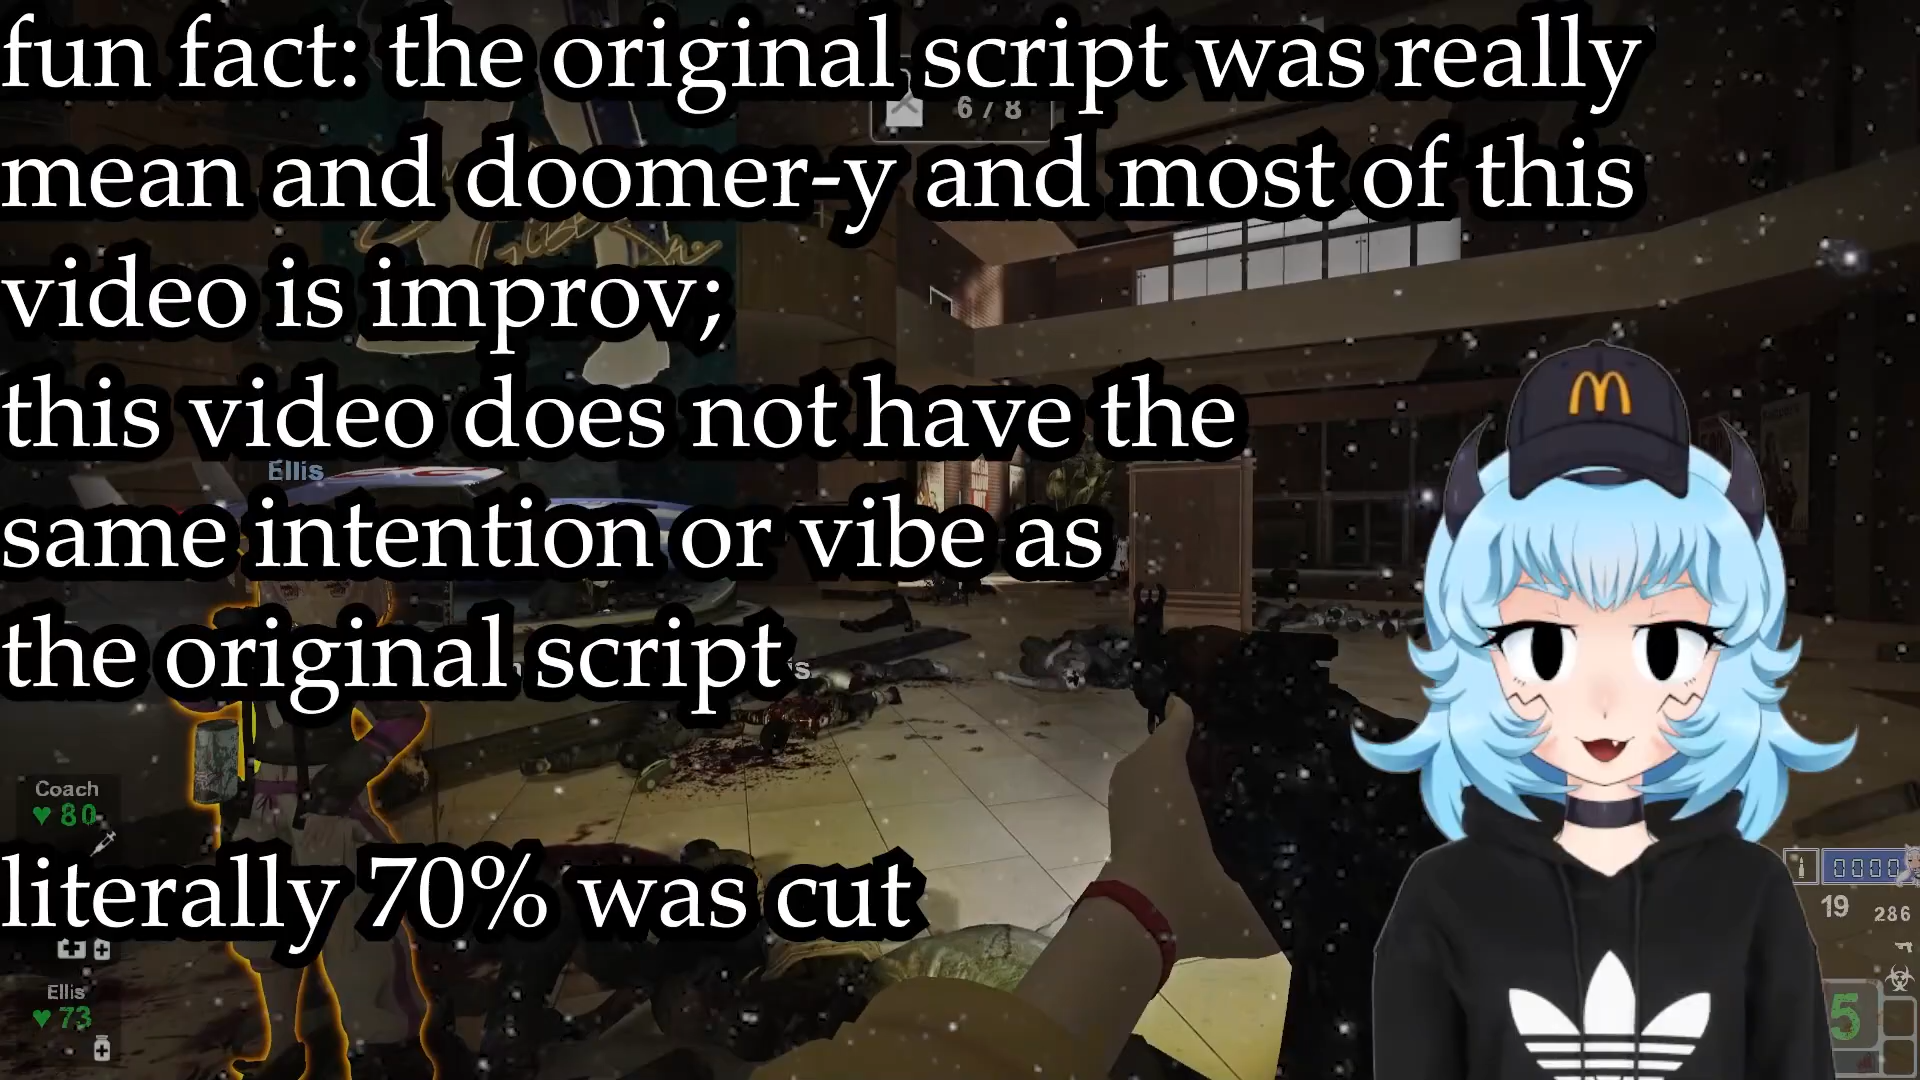 fun fact: the original script was really
6 / 8
mean and doomer-y and most of this
video is improv;
this video does not have the
Ellis
same intention or vibe as
the original script
literally 70% was cut
Coach
80
Ellis
73
0000
19 286
5